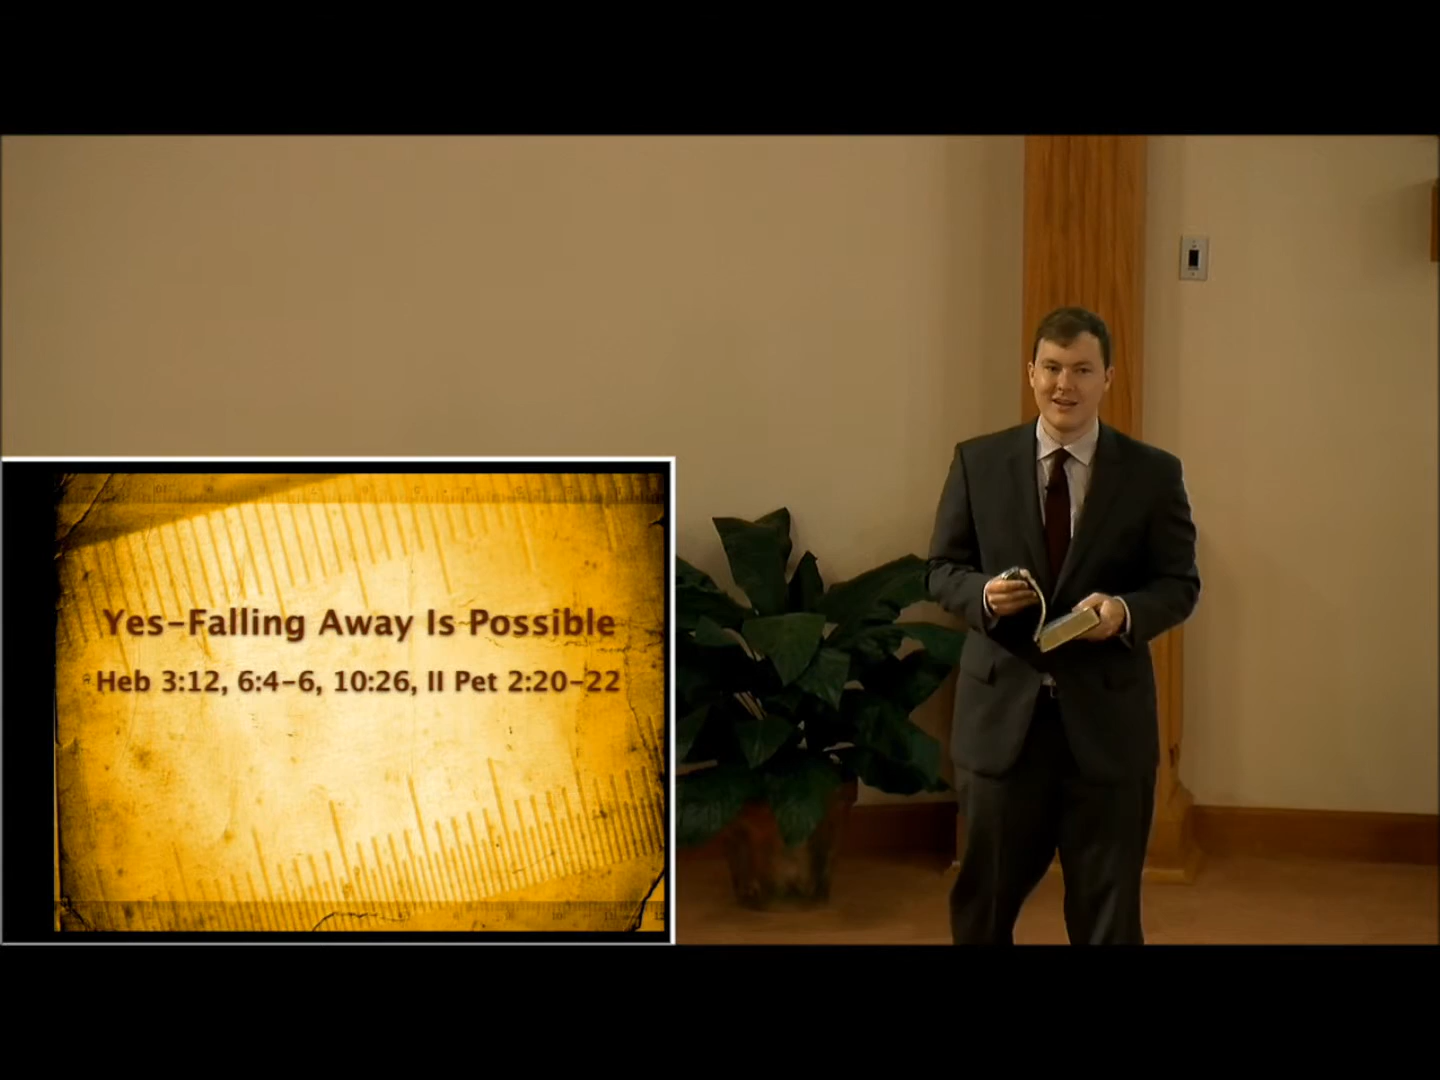 Yes-Falling Away Is Possible
Heb 3:12, 6:4-6, 10:26, II Pet 2:20-22